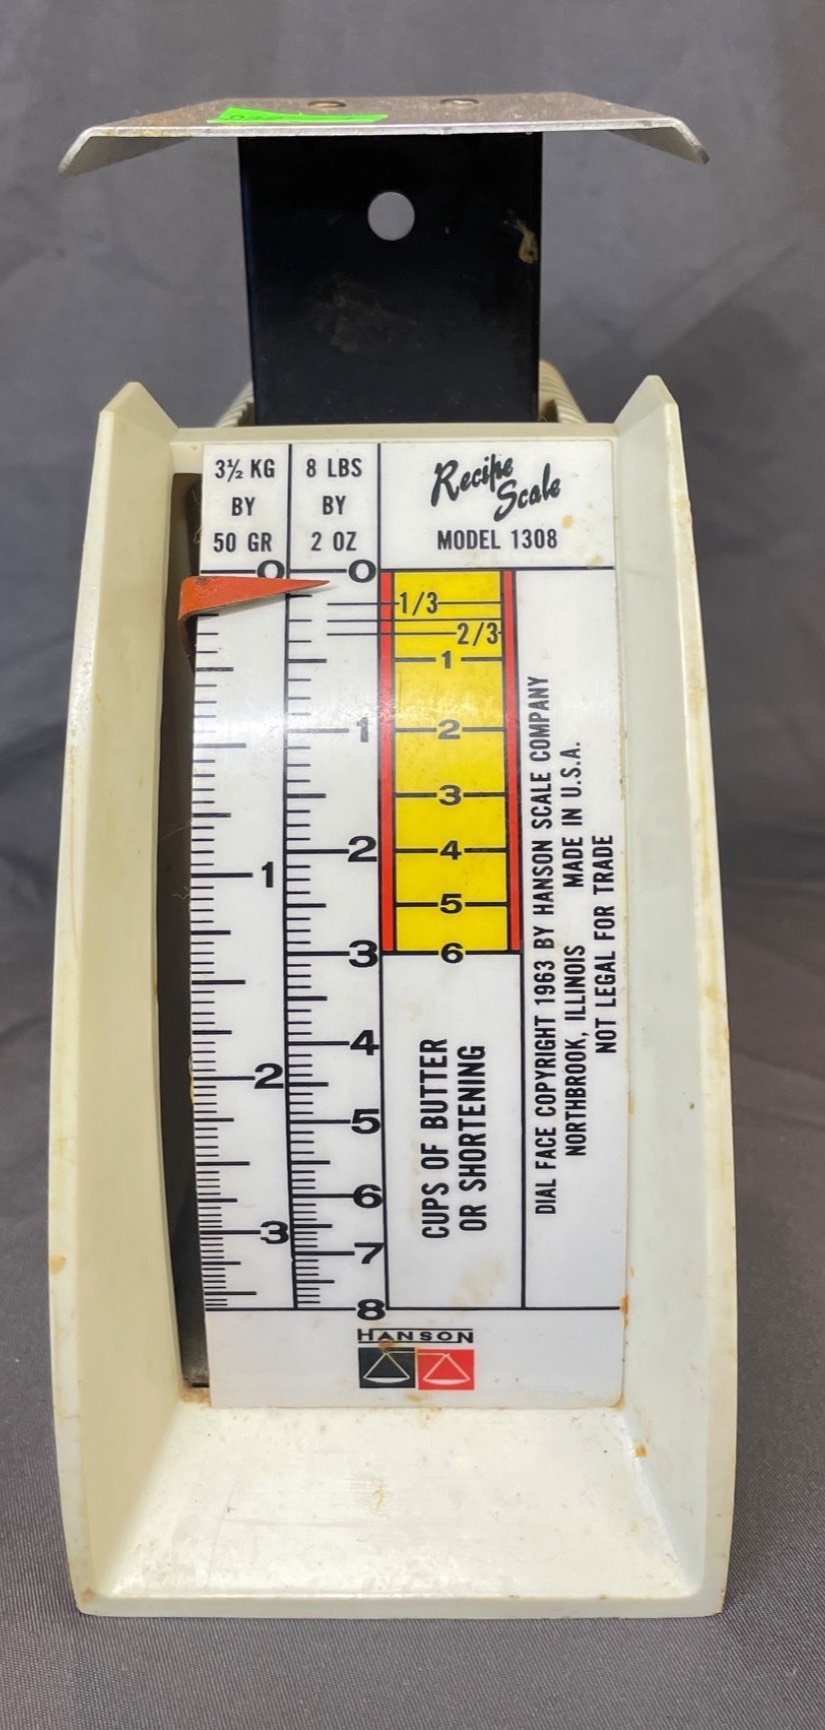 3½ KG
BY
50 GR
8 LBS
BY
2 OZ
Recipe
Scale
MODEL 1308
0
1
2
3
0
1
2
3
4
5
6
7
8
1/3
2/3
1
2
3
4
5
6
CUPS OF BUTTER
OR SHORTENING
DIAL FACE COPYRIGHT 1963 BY HANSON SCALE COMPANY
NORTHBROOK, ILLINOIS MADE IN U.S.A.
NOT LEGAL FOR TRADE
HANSON